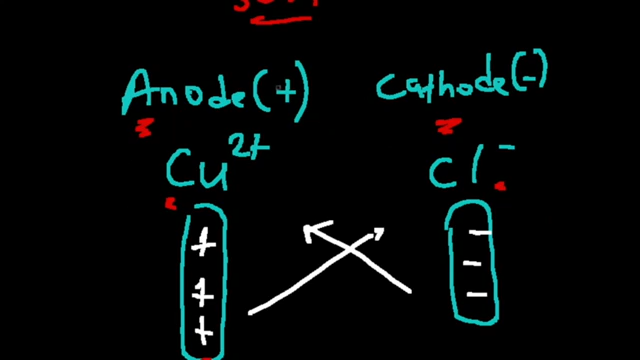 Anode(+) Cathode(-)
Cu²⁺ Cl⁻
+ -
+ -
+ -